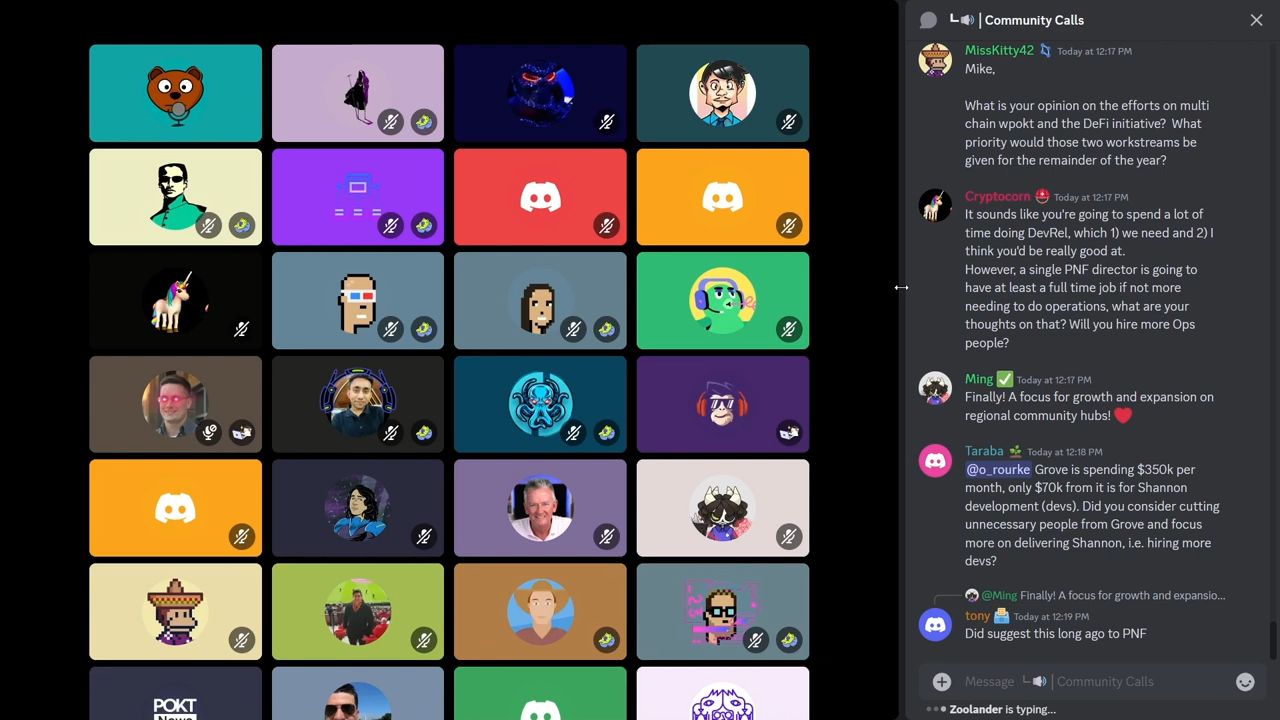 Community Calls
MissKitty42 Today at 12:17 PM
Mike,
What is your opinion on the efforts on multi
chain wpokt and the DeFi initiative? What
priority would those two workstreams be
given for the remainder of the year?
Cryptocorn Today at 12:17 PM
It sounds like you're going to spend a lot of
time doing DevRel, which 1) we need and 2) I
think you'd be really good at.
However, a single PNF director is going to
have at least a full time job if not more
needing to do operations, what are your
thoughts on that? Will you hire more Ops
people?
Ming Today at 12:17 PM
Finally! A focus for growth and expansion on
regional community hubs!
Taraba Today at 12:18 PM
@o_rourke Grove is spending $350k per
month, only $70k from it is for Shannon
development (devs). Did you consider cutting
unnecessary people from Grove and focus
more on delivering Shannon, i.e. hiring more
devs?
@Ming Finally! A focus for growth and expansio...
tony Today at 12:19 PM
Did suggest this long ago to PNF
Message Community Calls
Zoolander is typing...
POKT
News